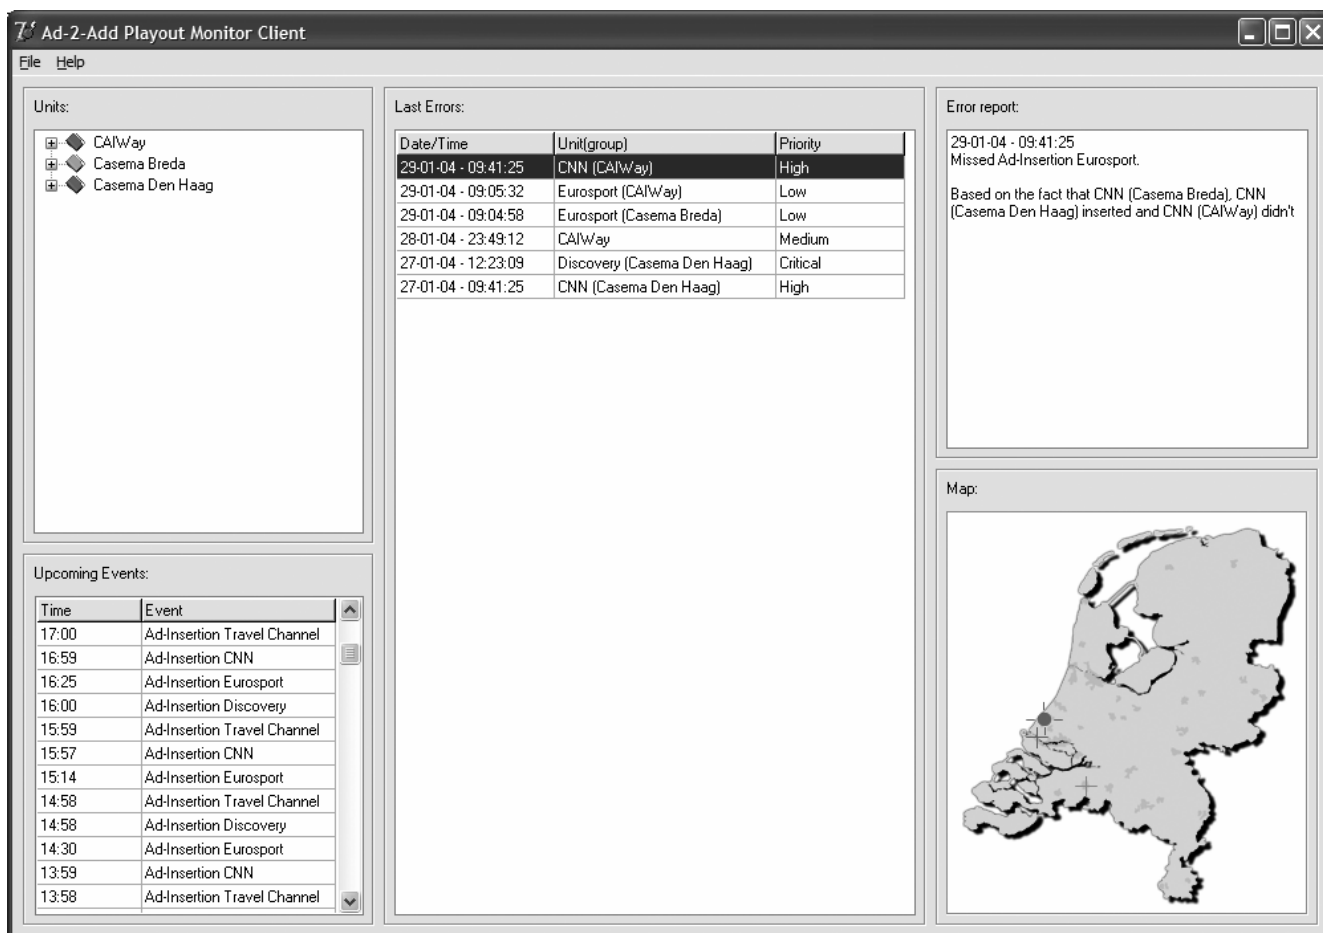 Ad-2-Add Playout Monitor Client
File Help
Units:
CAIWay
Casema Breda
Casema Den Haag
Upcoming Events:
Time Event
17:00 Ad-Insertion Travel Channel
16:59 Ad-Insertion CNN
16:25 Ad-Insertion Eurosport
16:00 Ad-Insertion Discovery
15:59 Ad-Insertion Travel Channel
15:57 Ad-Insertion CNN
15:14 Ad-Insertion Eurosport
14:58 Ad-Insertion Travel Channel
14:58 Ad-Insertion Discovery
14:30 Ad-Insertion Eurosport
13:59 Ad-Insertion CNN
13:58 Ad-Insertion Travel Channel
Last Errors:
Date/Time Unit(group) Priority
29-01-04 - 09:41:25 CNN (CAIWay) High
29-01-04 - 09:05:32 Eurosport (CAIWay) Low
29-01-04 - 09:04:58 Eurosport (Casema Breda) Low
28-01-04 - 23:49:12 CAIWay Medium
27-01-04 - 12:23:09 Discovery (Casema Den Haag) Critical
27-01-04 - 09:41:25 CNN (Casema Den Haag) High
Error report:
29-01-04 - 09:41:25
Missed Ad-Insertion Eurosport.
Based on the fact that CNN (Casema Breda), CNN
(Casema Den Haag) inserted and CNN (CAIWay) didn't
Map: